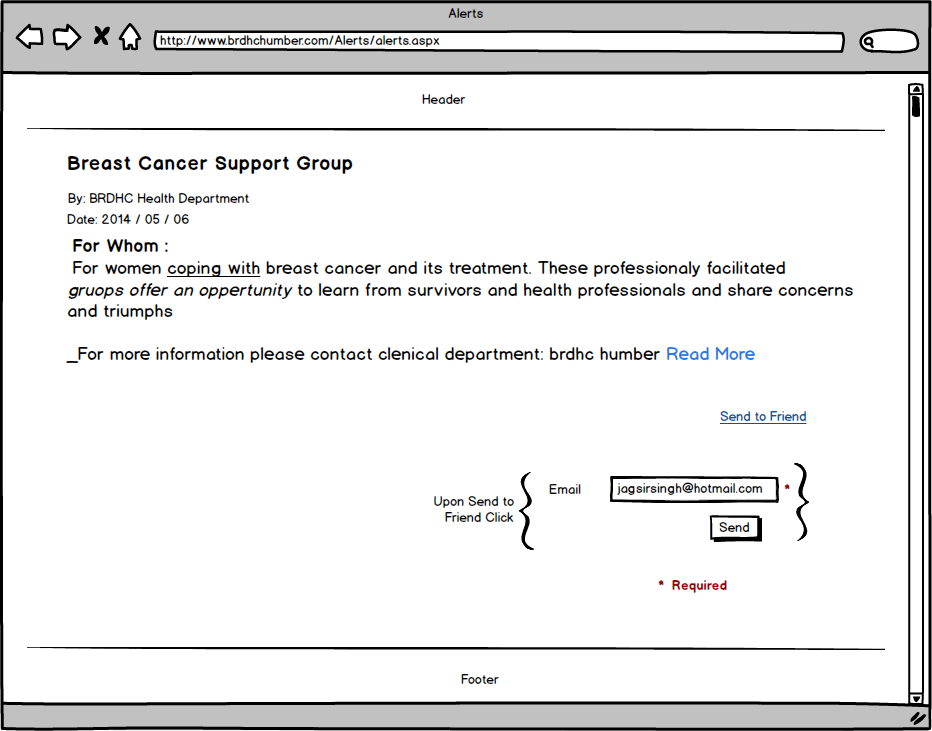 Alerts
http://www.brdhchumber.com/Alerts/alerts.aspx
Header
Breast Cancer Support Group
By: BRDHC Health Department
Date: 2014 / 05 / 06
For Whom :
For women coping with breast cancer and its treatment. These professionaly facilitated
gruops offer an oppertunity to learn from survivors and health professionals and share concerns
and triumphs
_For more information please contact clenical department: brdhc humber Read More
Send to Friend
Upon Send to
Friend Click
Email jagsirsingh@hotmail.com *
Send
* Required
Footer